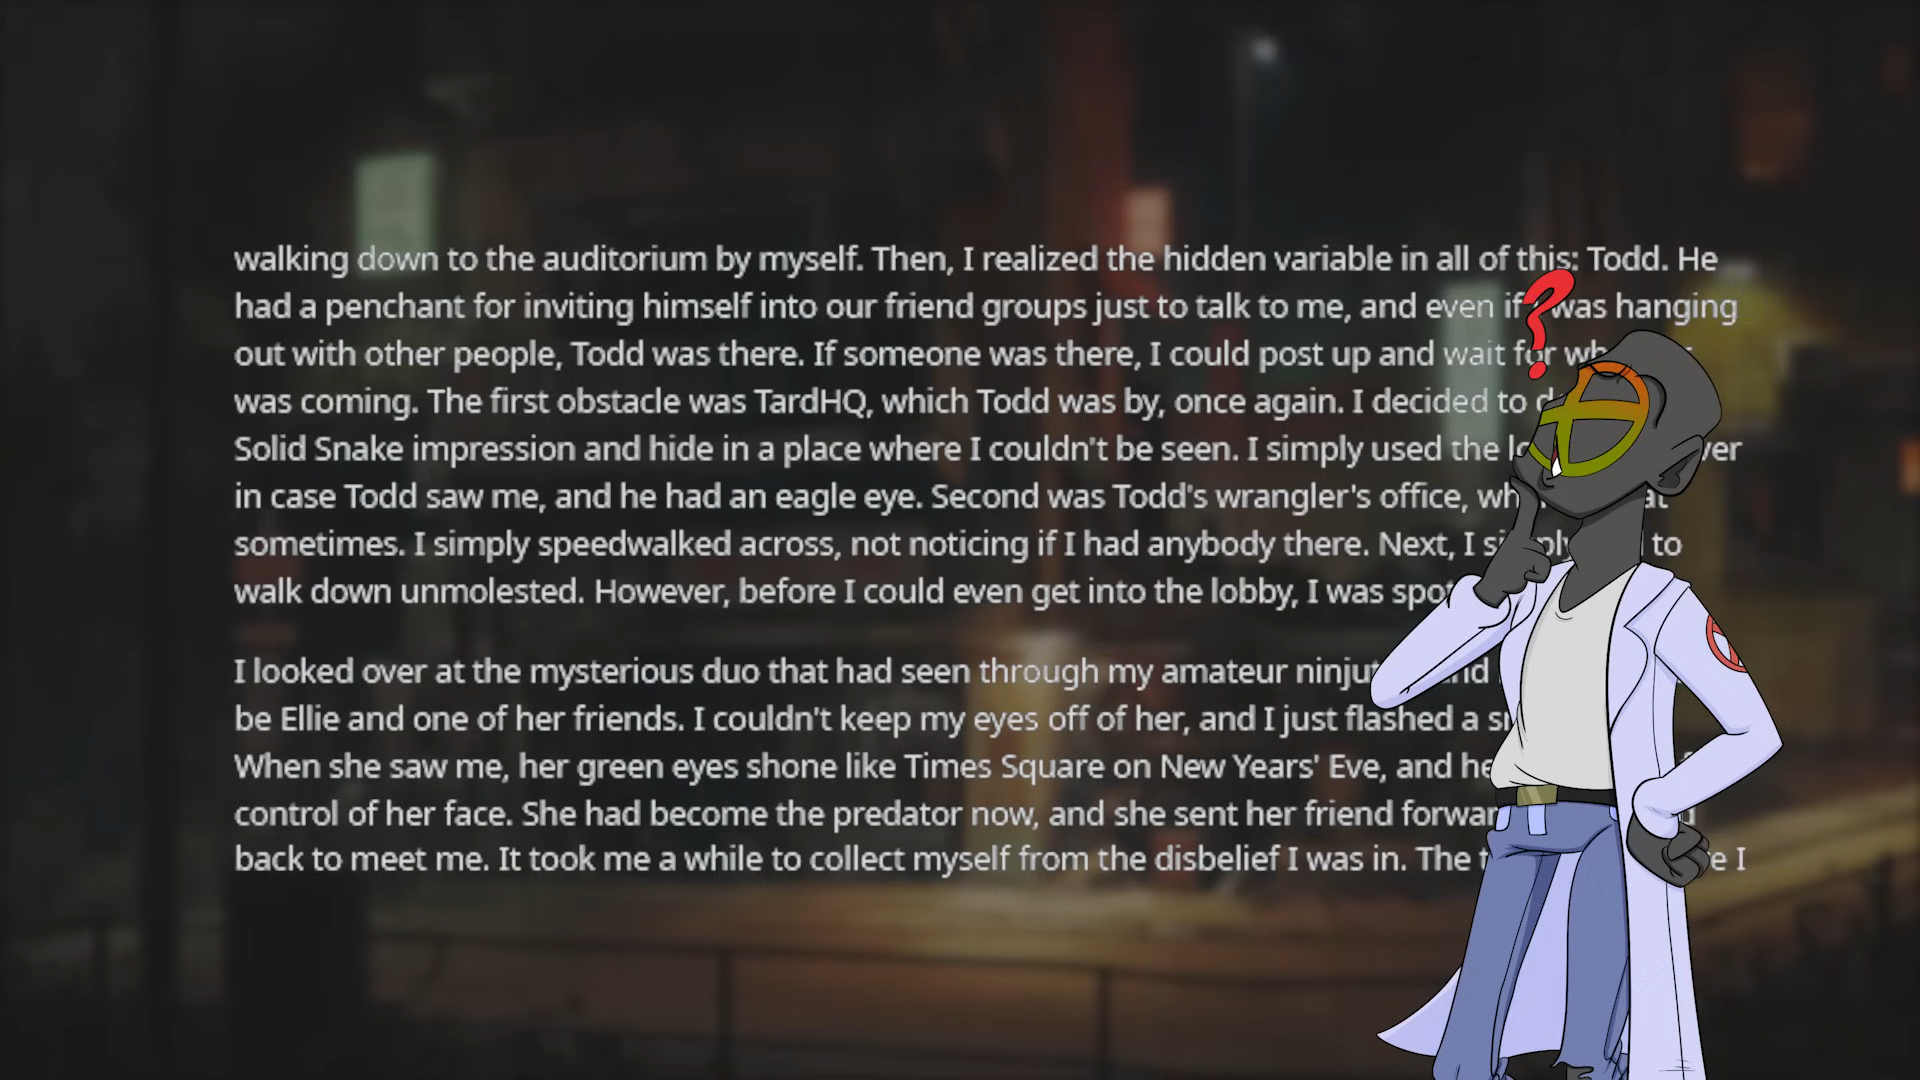 walking down to the auditorium by myself. Then, I realized the hidden variable in all of this: Todd. He
had a penchant for inviting himself into our friend groups just to talk to me, and even if was hanging
out with other people, Todd was there. If someone was there, I could post up and wait for
was coming. The first obstacle was TardHQ, which Todd was by, once again. I decided to
Solid Snake impression and hide in a place where I couldn't be seen. I simply used the
in case Todd saw me, and he had an eagle eye. Second was Todd's wrangler's office,
sometimes. I simply speedwalked across, not noticing if I had anybody there. Next, I to
walk down unmolested. However, before I could even get into the lobby, I was
I looked over at the mysterious duo that had seen through my amateur
be Ellie and one of her friends. I couldn't keep my eyes off of her, and I just flashed a
When she saw me, her green eyes shone like Times Square on New Years' Eve, and
control of her face. She had become the predator now, and she sent her friend
back to meet me. It took me a while to collect myself from the disbelief I was in. The I
?